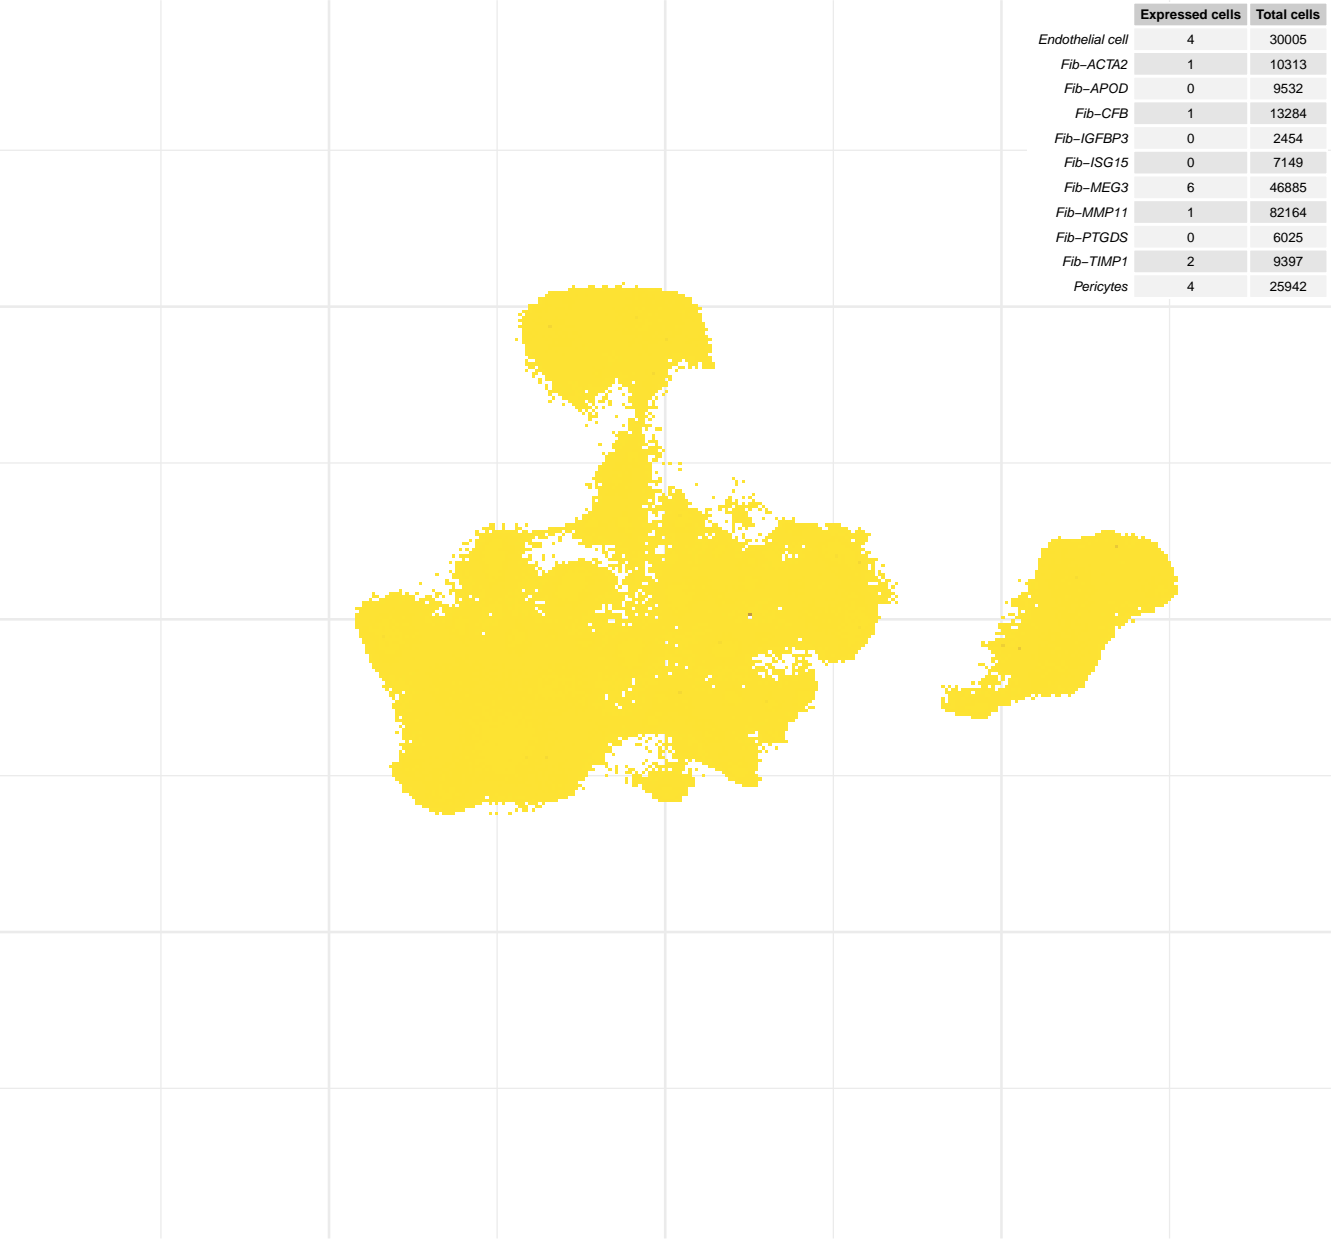 Expressed cells Total cells
Endothelial cell 4 30005
Fib−ACTA2 1 10313
Fib−APOD 0 9532
Fib−CFB 1 13284
Fib−IGFBP3 0 2454
Fib−ISG15 0 7149
Fib−MEG3 6 46885
Fib−MMP11 1 82164
Fib−PTGDS 0 6025
Fib−TIMP1 2 9397
Pericytes 4 25942